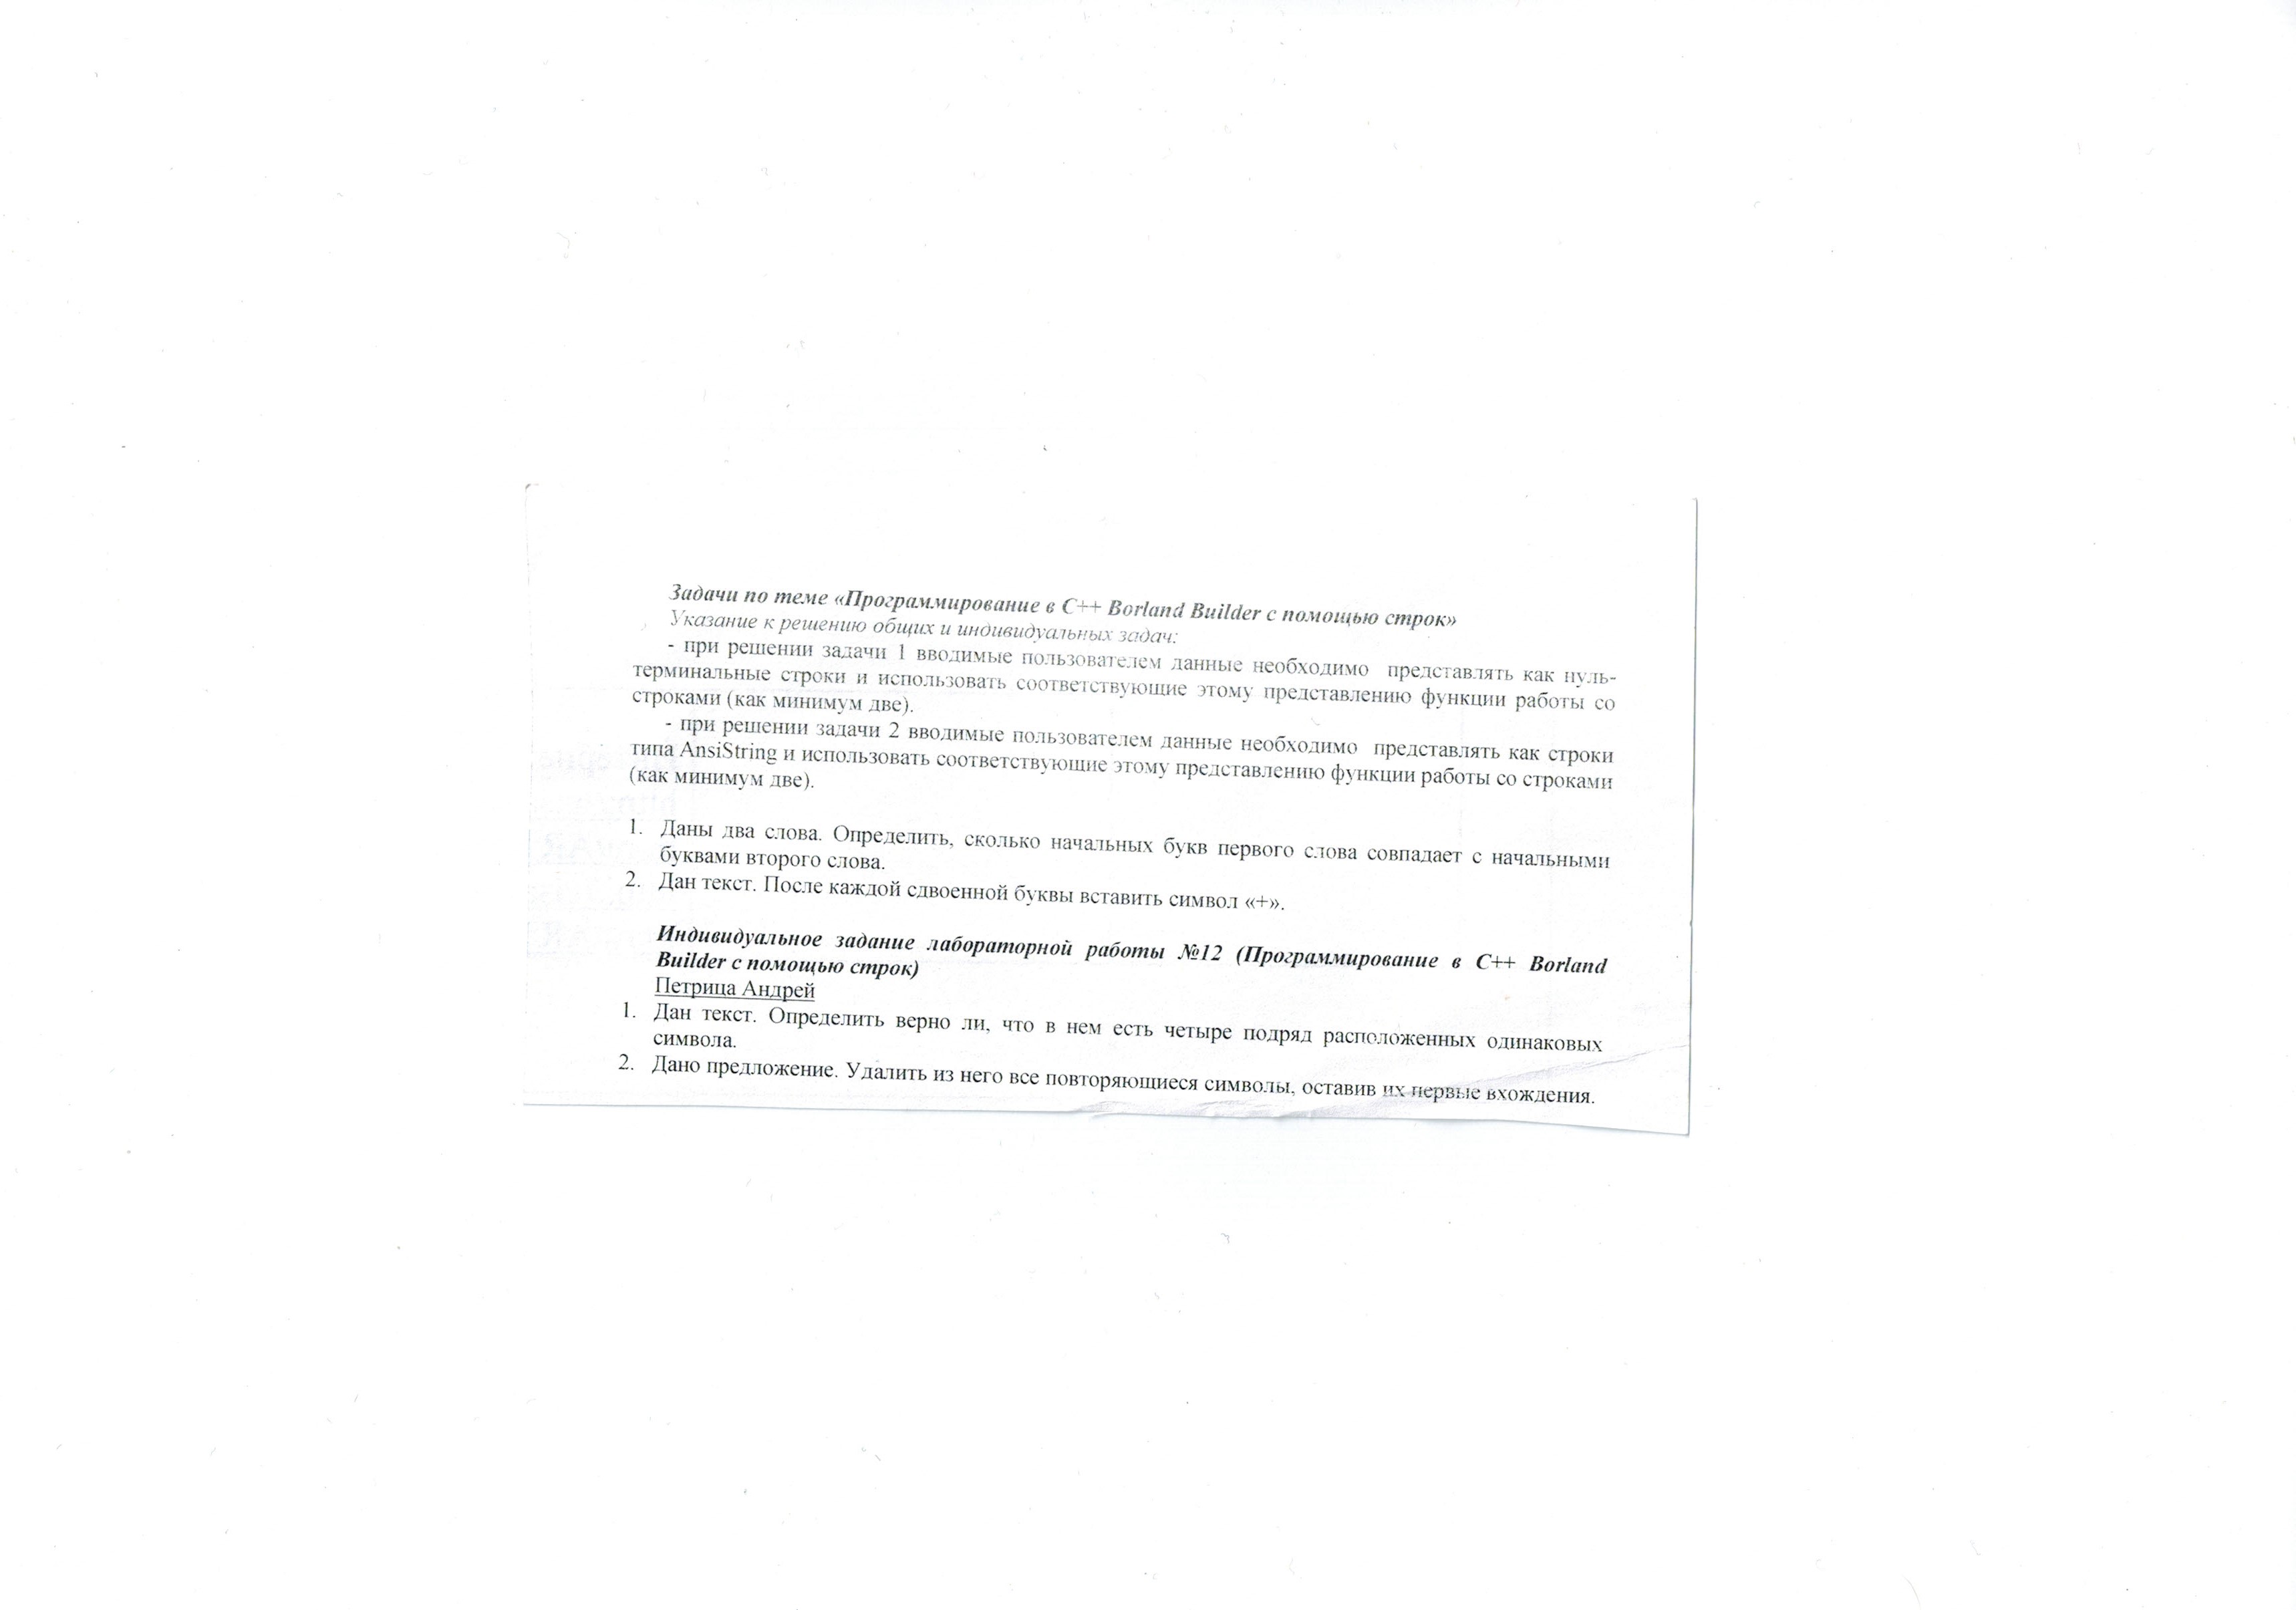 Задачи по теме «Программирование в C++ Borland Builder с помощью строк»
Указание к решению общих и индивидуальных задач:
- при решении задачи 1 вводимые пользователем данные необходимо представлять как нуль-
терминальные строки и использовать соответствующие этому представлению функции работы со
строками (как минимум две).
- при решении задачи 2 вводимые пользователем данные необходимо представлять как строки
типа AnsiString и использовать соответствующие этому представлению функции работы со строками
(как минимум две).
1. Даны два слова. Определить, сколько начальных букв первого слова совпадает с начальными
буквами второго слова.
2. Дан текст. После каждой сдвоенной буквы вставить символ «+».
Индивидуальное задание лабораторной работы №12 (Программирование в C++ Borland
Builder с помощью строк)
Петрица Андрей
1. Дан текст. Определить верно ли, что в нем есть четыре подряд расположенных одинаковых
символа.
2. Дано предложение. Удалить из него все повторяющиеся символы, оставив их первые вхождения.